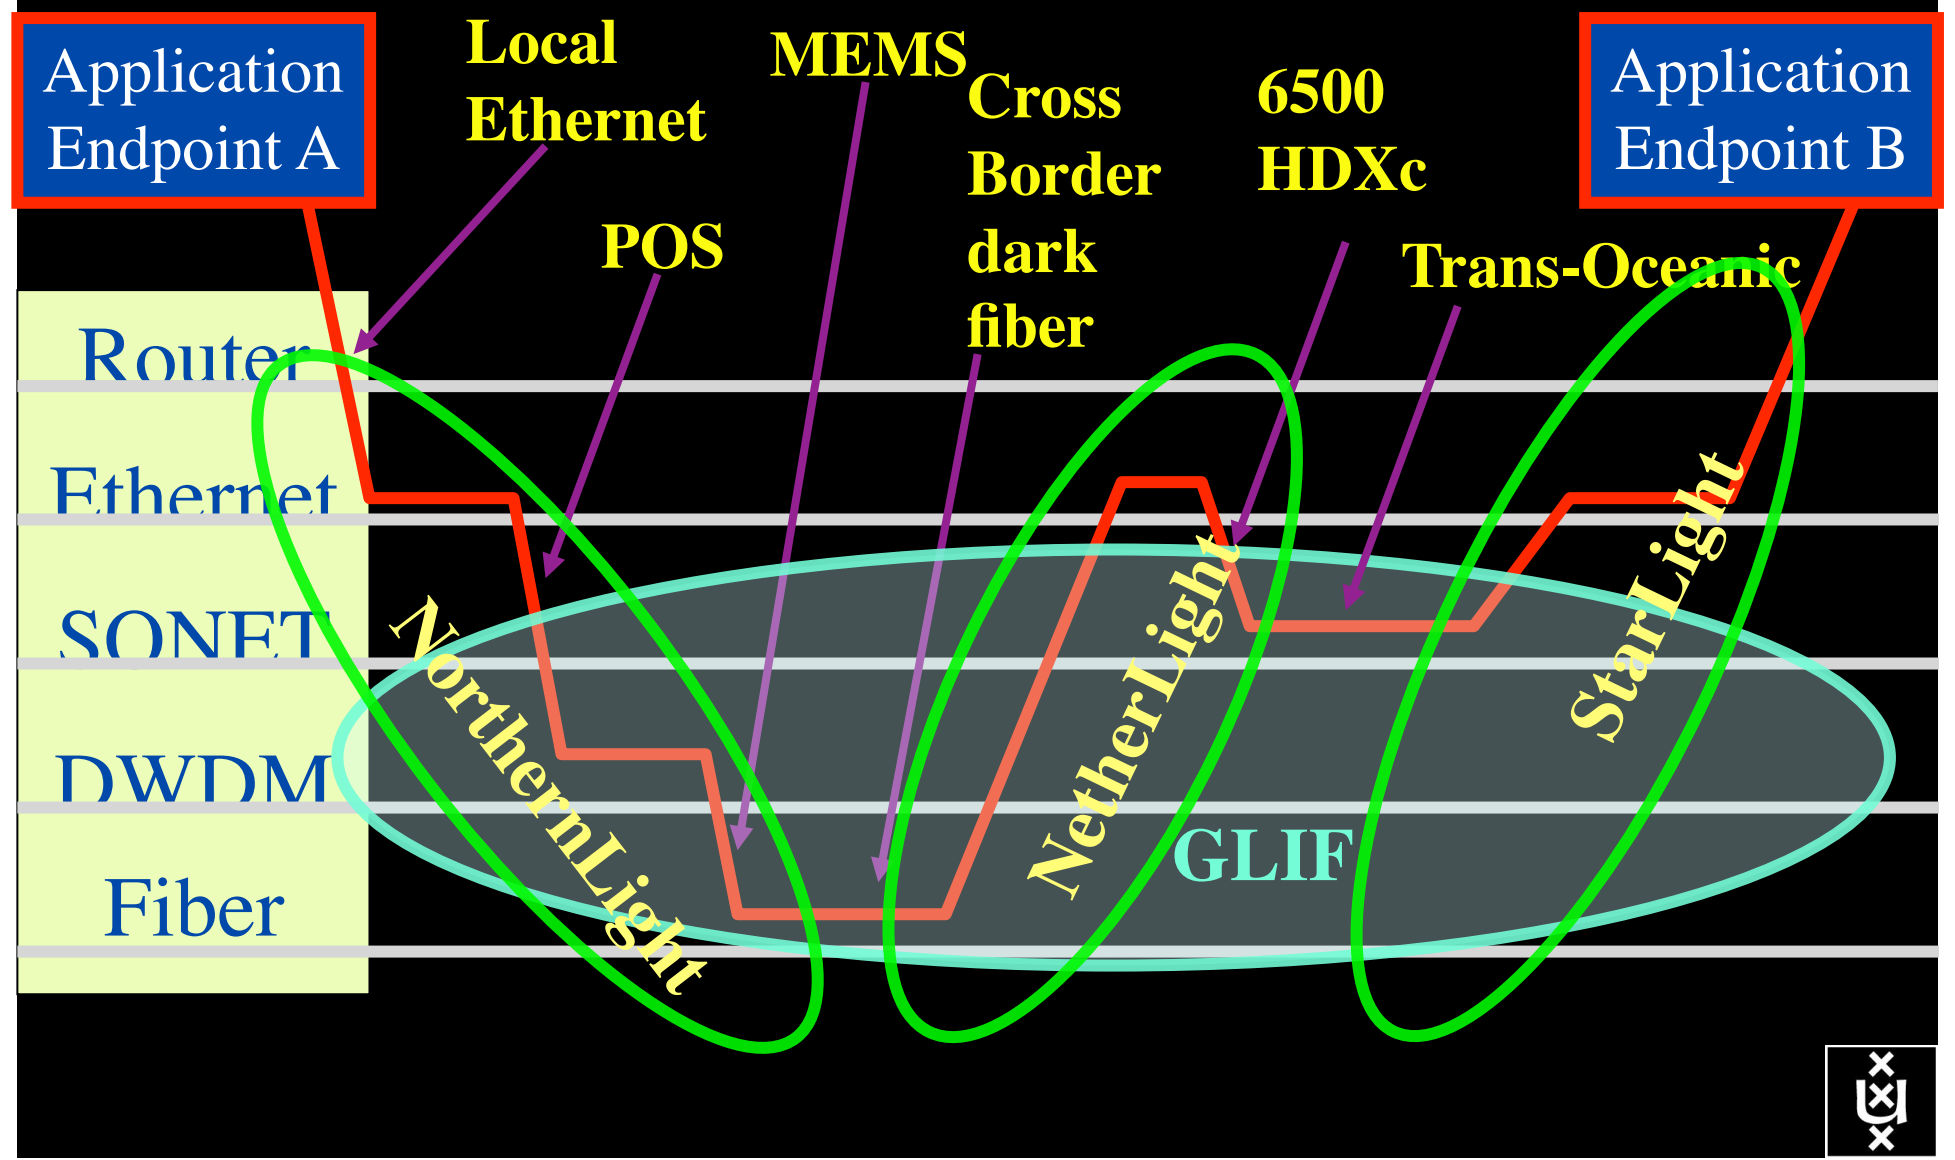 Application
Endpoint A
Local
Ethernet
POS
MEMS
Cross
Border
dark
fiber
6500
HDXc
Trans-Oceanic
Application
Endpoint B
Router
Ethernet
SONET
DWDM
Fiber
NorthernLight
NetherLight
StarLight
GLIF